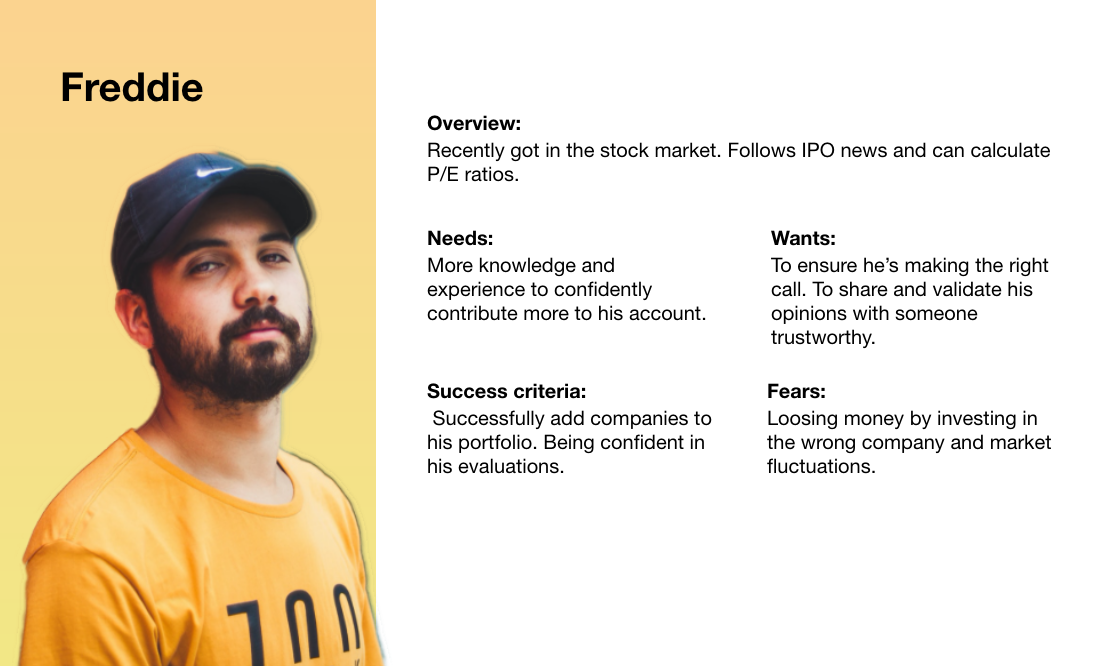 Freddie
Overview:
Recently got in the stock market. Follows IPO news and can calculate
P/E ratios.
Needs:
More knowledge and
experience to confidently
contribute more to his account.
Wants:
To ensure he’s making the right
call. To share and validate his
opinions with someone
trustworthy.
Success criteria:
Successfully add companies to
his portfolio. Being confident in
his evaluations.
Fears:
Loosing money by investing in
the wrong company and market
fluctuations.
100